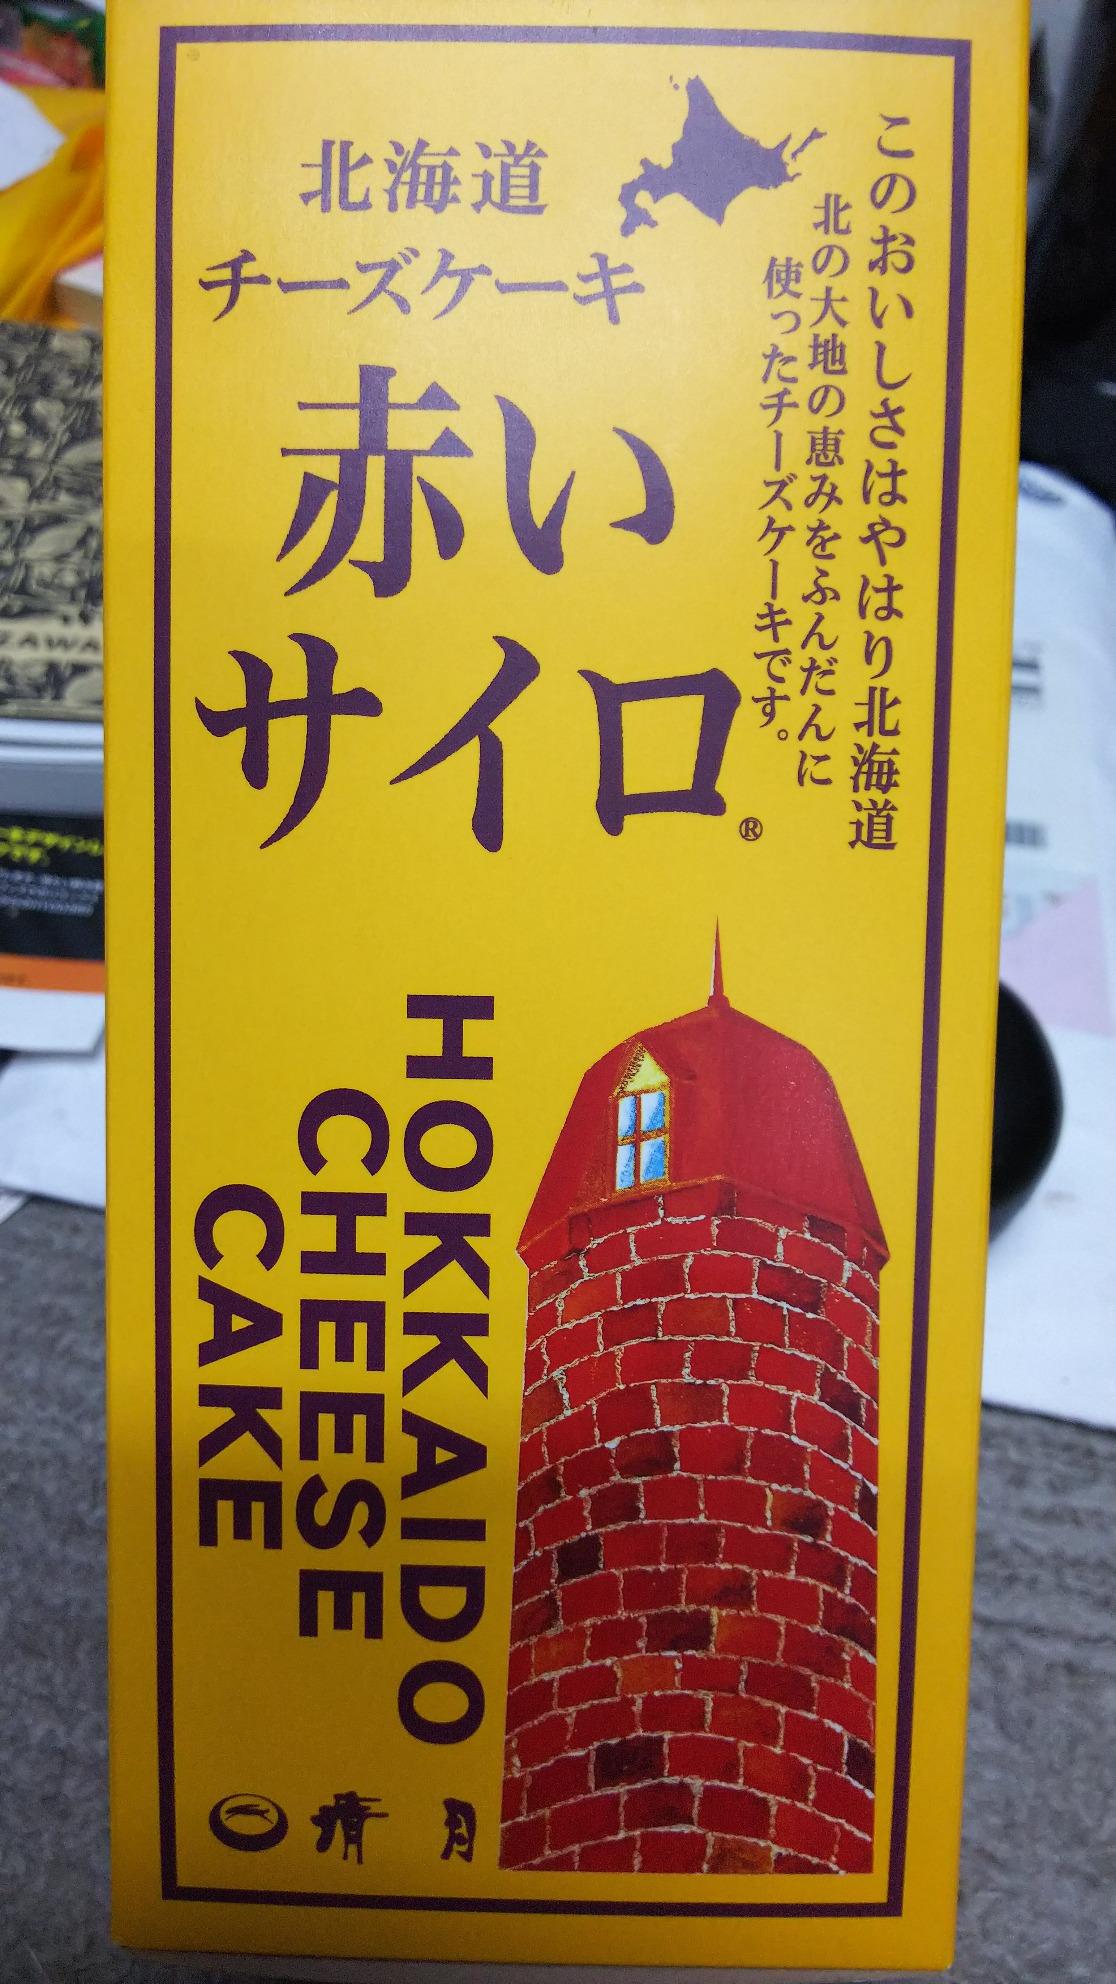 北海道
チーズケーキ
赤い
サイロ®
このおいしさはやはり北海道
北の大地の恵みをふんだんに
使ったチーズケーキです。
HOKKAIDO
CHEESE
CAKE
清月
ZAWA